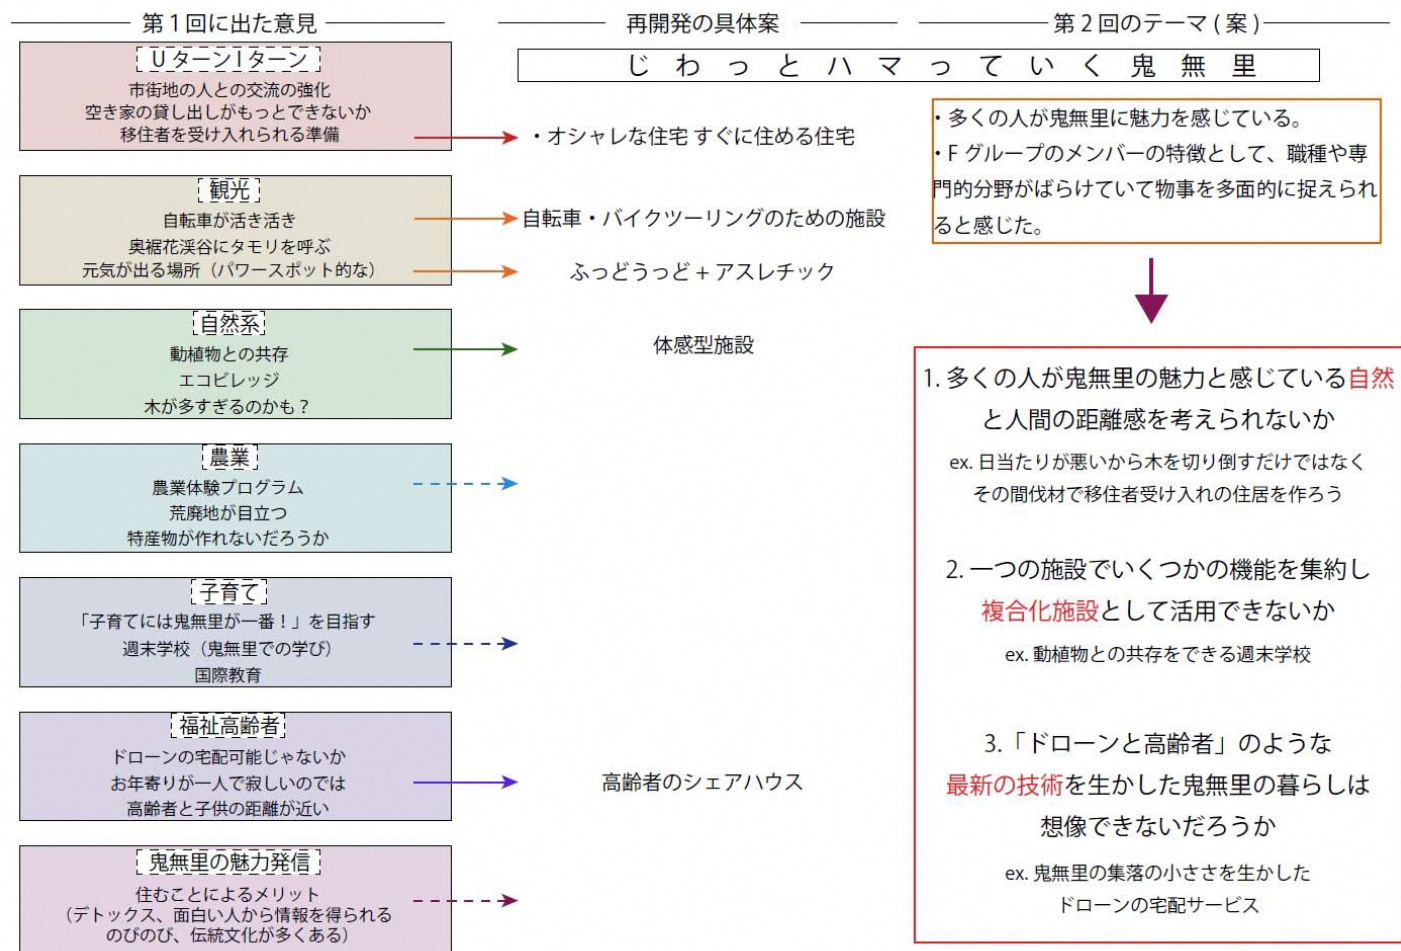 第1回に出た意見
再開発の具体案
第2回のテーマ(案)
じわっとハマっていく鬼無里
UターンIターン
市街地の人との交流の強化
空き家の貸し出しがもっとできないか
移住者を受け入れられる準備
・オシャレな住宅 すぐに住める住宅
観光
自転車が活き活き
奥裾花渓谷にタモリを呼ぶ
元気が出る場所（パワースポット的な）
自転車・バイクツーリングのための施設
ふっどうっど+アスレチック
自然系
動植物との共存
エコビレッジ
木が多すぎるのかも？
体感型施設
農業
農業体験プログラム
荒廃地が目立つ
特産物が作れないだろうか
子育て
「子育てには鬼無里が一番！」を目指す
週末学校（鬼無里での学び）
国際教育
福祉高齢者
ドローンの宅配可能じゃないか
お年寄りが一人で寂しいのでは
高齢者と子供の距離が近い
高齢者のシェアハウス
鬼無里の魅力発信
住むことによるメリット
（デトックス、面白い人から情報を得られる
のびのび、伝統文化が多くある）
・多くの人が鬼無里に魅力を感じている。
・Fグループのメンバーの特徴として、職種や専
門的分野がばらけていて物事を多面的に捉えられ
ると感じた。
1. 多くの人が鬼無里の魅力と感じている自然
と人間の距離感を考えられないか
ex. 日当たりが悪いから木を切り倒すだけではなく
その間伐材で移住者受け入れの住居を作ろう
2. 一つの施設でいくつかの機能を集約し
複合化施設として活用できないか
ex. 動植物との共存をできる週末学校
3.「ドローンと高齢者」のような
最新の技術を生かした鬼無里の暮らしは
想像できないだろうか
ex. 鬼無里の集落の小ささを生かした
ドローンの宅配サービス